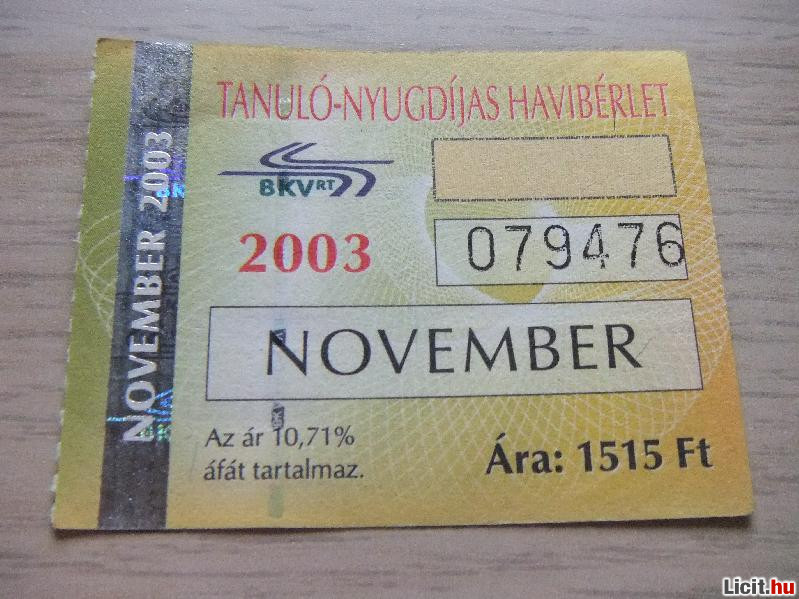 TANULÓ-NYUGDÍJAS HAVIBÉRLET
BKV RT
2003
079476
NOVEMBER
Az ár 10,71%
áfát tartalmaz.
Ára: 1515 Ft
NOVEMBER 2003
Licit.hu